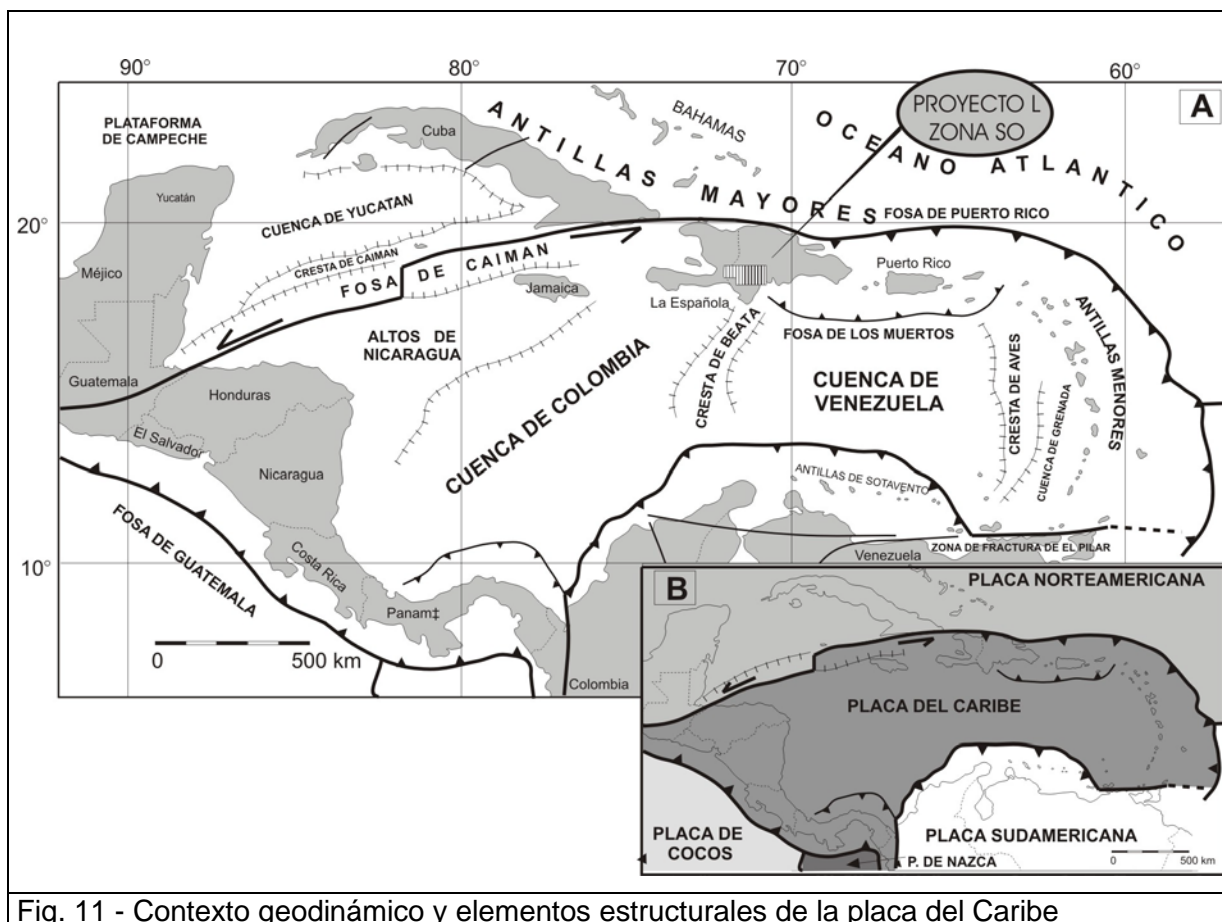 90°
80°
70°
60°
PROYECTO L
ZONA SO
A
PLATAFORMA
DE CAMPECHE
Cuba
BAHAMAS
OCEANO ATLANTICO
ANTILLAS MAYORES
Yucatán
CUENCA DE YUCATAN
20°
FOSA DE PUERTO RICO
CRESTA DE CAIMAN
FOSA DE CAIMAN
Méjico
Jamaica
La Española
Puerto Rico
ANTILLAS MENORES
ALTOS DE
NICARAGUA
FOSA DE LOS MUERTOS
CRESTA DE BEATA
CRESTA DE AVES
Guatemala
Honduras
CUENCA DE
VENEZUELA
CUENCA DE COLOMBIA
CUENCA DE GRENADA
El Salvador
Nicaragua
ANTILLAS DE SOTAVENTO
FOSA DE GUATEMALA
Costa Rica
Venezuela
ZONA DE FRACTURA DE EL PILAR
10°
Panam‡
0
500 km
Colombia
B
PLACA NORTEAMERICANA
PLACA DEL CARIBE
PLACA DE
COCOS
PLACA SUDAMERICANA
0
500 km
P. DE NAZCA
Fig. 11 - Contexto geodinámico y elementos estructurales de la placa del Caribe